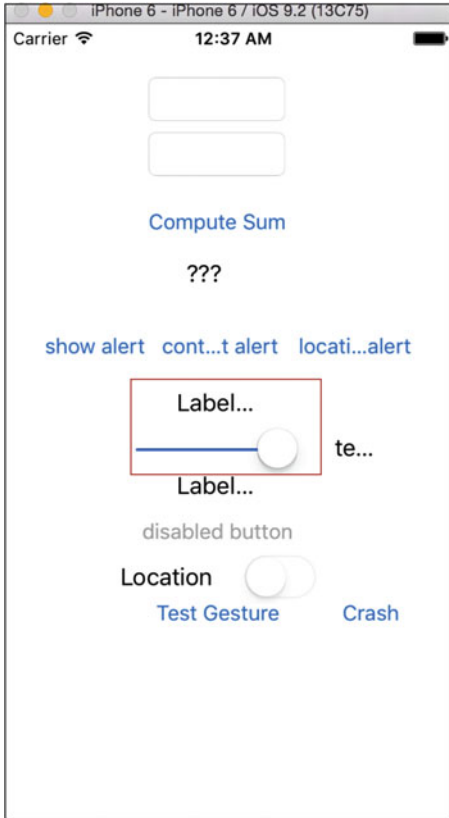 iPhone 6 - iPhone 6 / iOS 9.2 (13C75)
Carrier 12:37 AM
Compute Sum
???
show alert cont...t alert locati...alert
Label...
te...
Label...
disabled button
Location
Test Gesture Crash